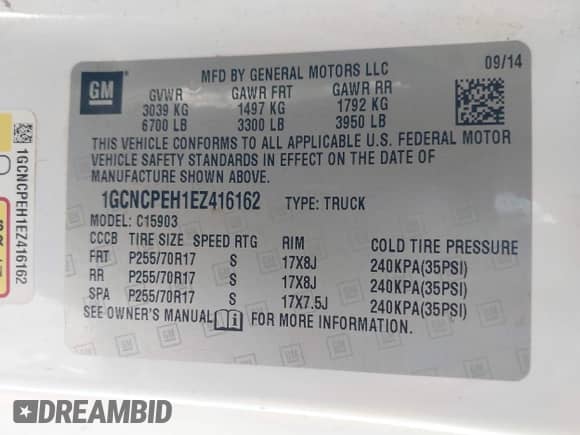 GM
MFD BY GENERAL MOTORS LLC
09/14
GVWR GAWR FRT GAWR RR
3039 KG 1497 KG 1792 KG
6700 LB 3300 LB 3950 LB
THIS VEHICLE CONFORMS TO ALL APPLICABLE U.S. FEDERAL MOTOR
VEHICLE SAFETY STANDARDS IN EFFECT ON THE DATE OF
MANUFACTURE SHOWN ABOVE.
1GCNCPEH1EZ416162 TYPE: TRUCK
MODEL: C15903
CCCB TIRE SIZE SPEED RTG RIM COLD TIRE PRESSURE
FRT P255/70R17 S 17X8J 240KPA(35PSI)
RR P255/70R17 S 17X8J 240KPA(35PSI)
SPA P255/70R17 S 17X7.5J 240KPA(35PSI)
SEE OWNER'S MANUAL FOR MORE INFORMATION.
1GCNCPEH1EZ416162
DREAMBID